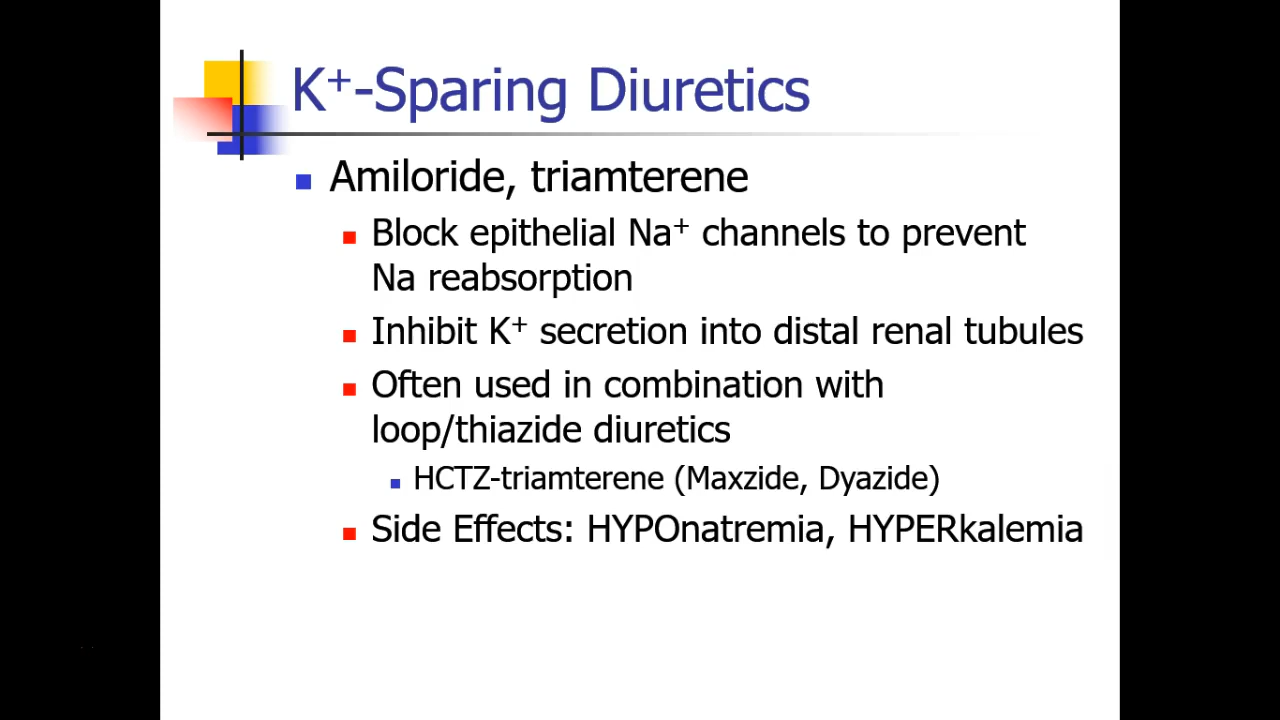 K⁺-Sparing Diuretics
Amiloride, triamterene
Block epithelial Na⁺ channels to prevent
Na reabsorption
Inhibit K⁺ secretion into distal renal tubules
Often used in combination with
loop/thiazide diuretics
HCTZ-triamterene (Maxzide, Dyazide)
Side Effects: HYPOnatremia, HYPERkalemia